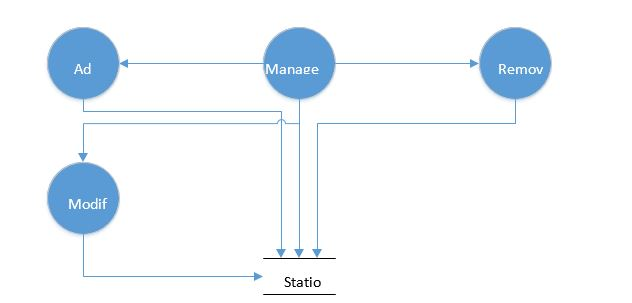 Ad
Manage
Remov
Modif
Statio